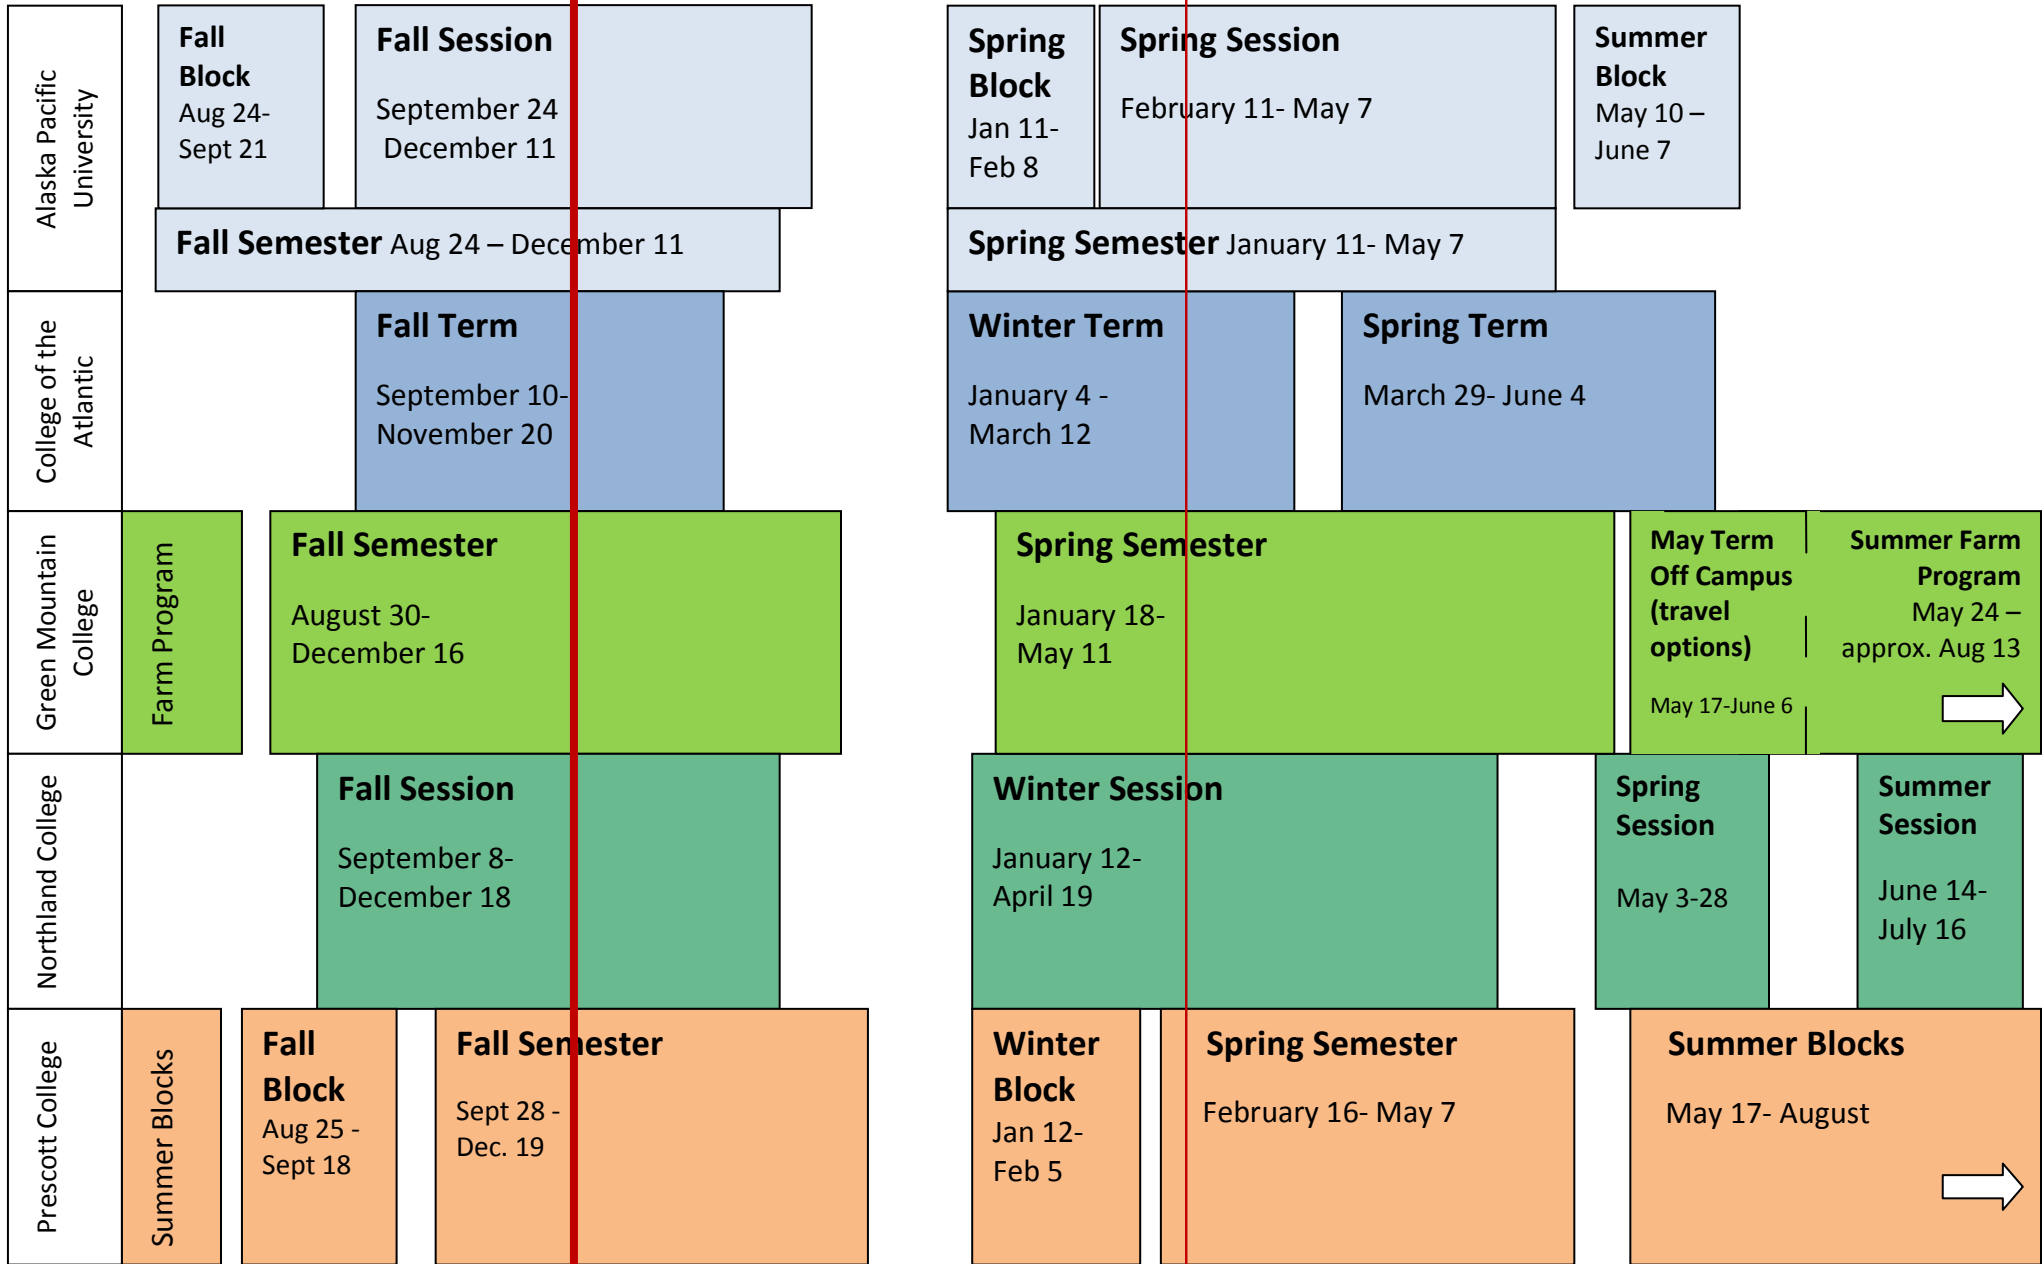 Alaska Pacific
University
Fall
Block
Aug 24-
Sept 21
Fall Session
September 24
December 11
Spring
Block
Jan 11-
Feb 8
Spring Session
February 11- May 7
Summer
Block
May 10 –
June 7
Fall Semester Aug 24 – December 11
Spring Semester January 11- May 7
College of the
Atlantic
Fall Term
September 10-
November 20
Winter Term
January 4 -
March 12
Spring Term
March 29- June 4
Green Mountain
College
Farm Program
Fall Semester
August 30-
December 16
Spring Semester
January 18-
May 11
May Term
Off Campus
(travel
options)
May 17-June 6
Summer Farm
Program
May 24 –
approx. Aug 13
Northland College
Fall Session
September 8-
December 18
Winter Session
January 12-
April 19
Spring
Session
May 3-28
Summer
Session
June 14-
July 16
Prescott College
Summer Blocks
Fall
Block
Aug 25 -
Sept 18
Fall Semester
Sept 28 -
Dec. 19
Winter
Block
Jan 12-
Feb 5
Spring Semester
February 16- May 7
Summer Blocks
May 17- August